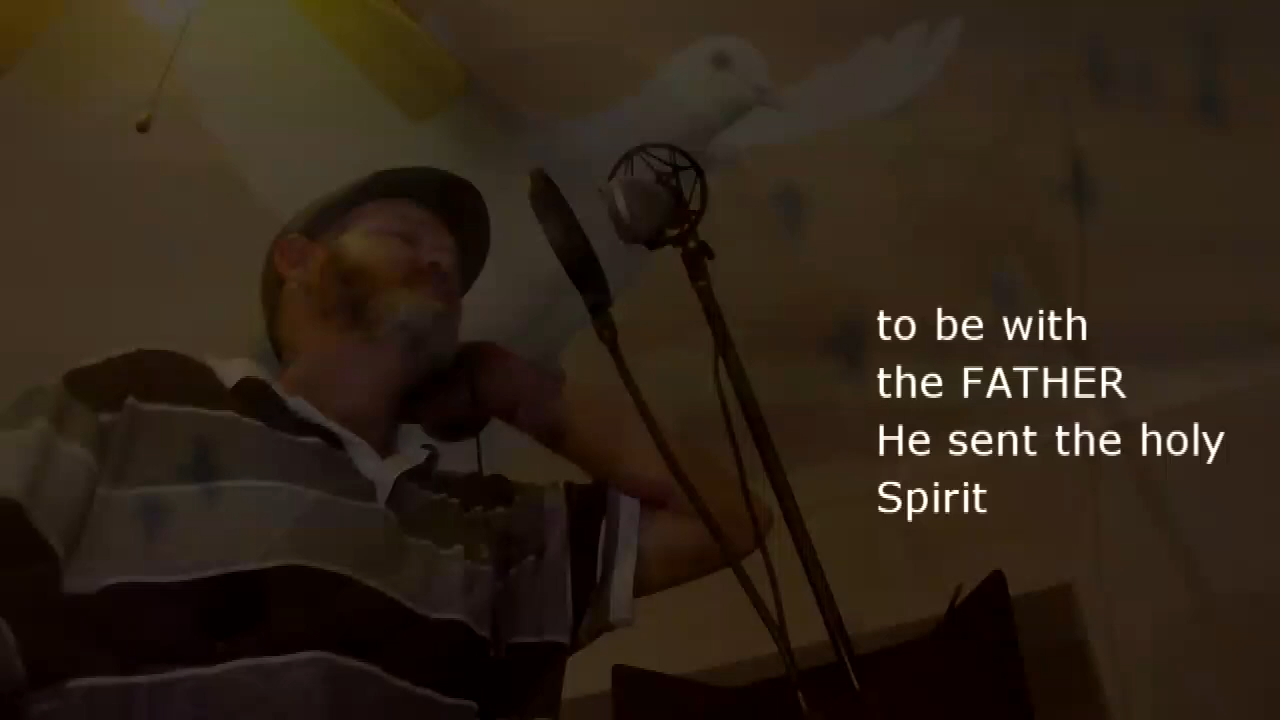 to be with
the FATHER
He sent the holy
Spirit